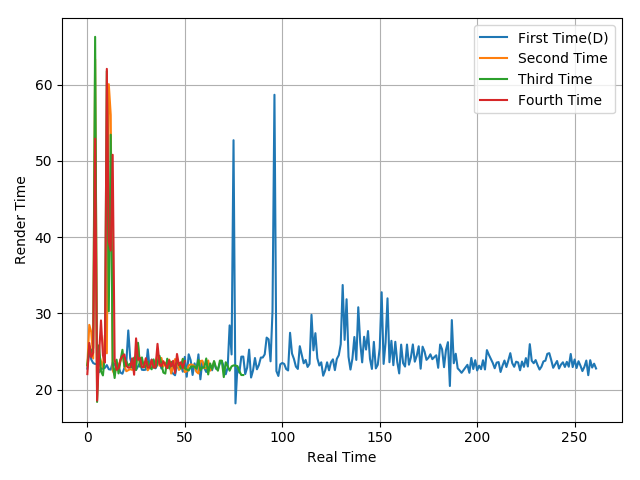 First Time(D)
Second Time
Third Time
Fourth Time
60
50
40
30
20
Render Time
0
50
100
150
200
250
Real Time